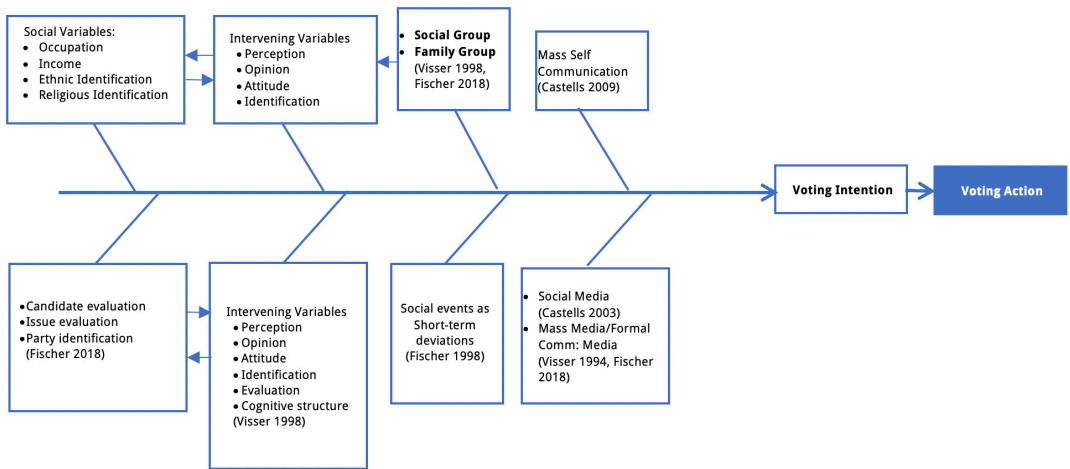 Social Variables:
• Occupation
• Income
• Ethnic Identification
• Religious Identification
Intervening Variables
• Perception
• Opinion
• Attitude
• Identification
• Social Group
• Family Group
(Visser 1998,
Fischer 2018)
Mass Self
Communication
(Castells 2009)
Voting Intention
Voting Action
•Candidate evaluation
•Issue evaluation
•Party identification
(Fischer 2018)
Intervening Variables
• Perception
• Opinion
• Attitude
• Identification
• Evaluation
• Cognitive structure
(Visser 1998)
Social events as
Short-term
deviations
(Fischer 1998)
• Social Media
(Castells 2003)
• Mass Media/Formal
Comm: Media
(Visser 1994, Fischer
2018)